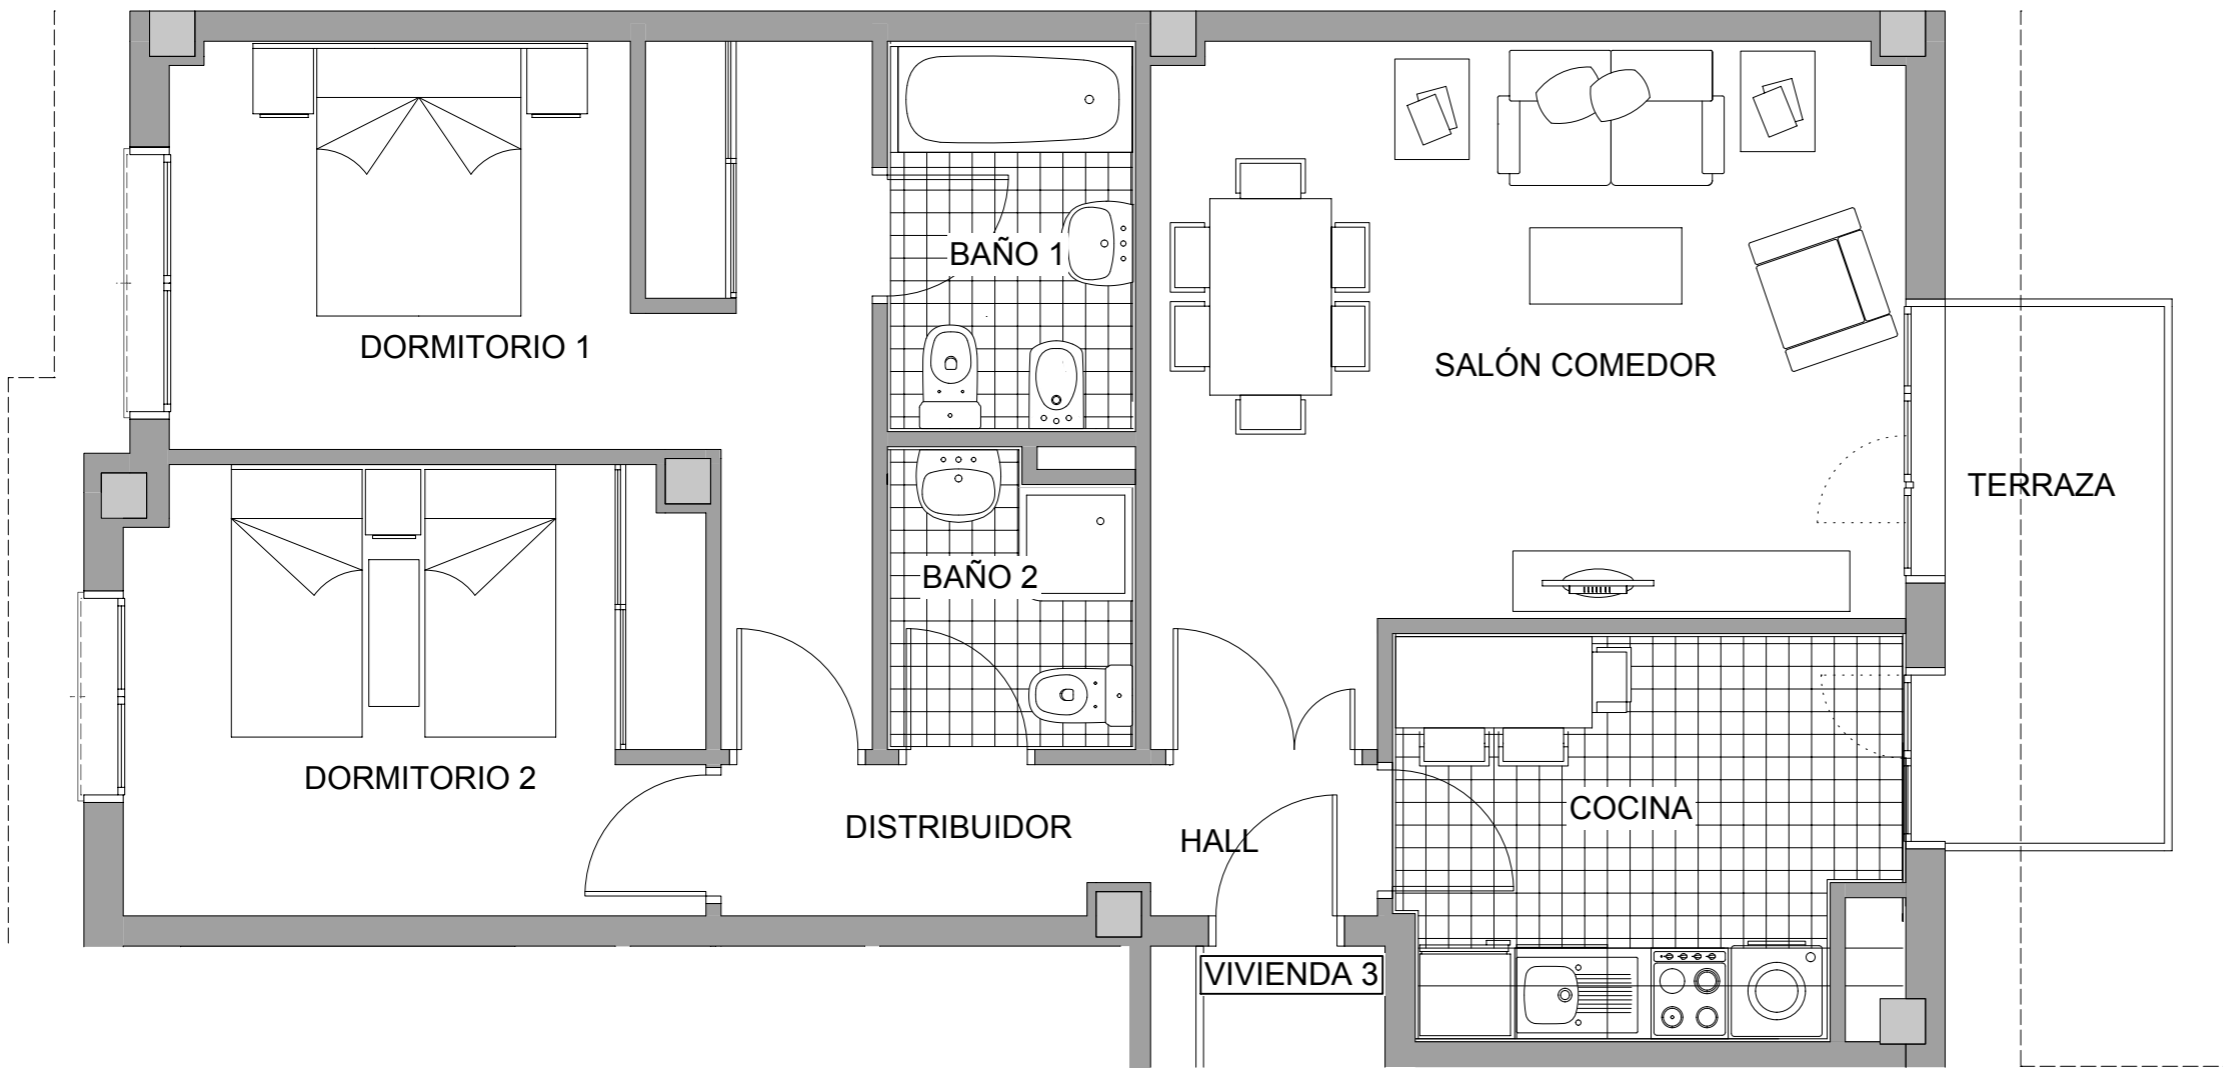 BAÑO 1
DORMITORIO 1
SALÓN COMEDOR
TERRAZA
BAÑO 2
DORMITORIO 2
COCINA
DISTRIBUIDOR
HALL
VIVIENDA 3